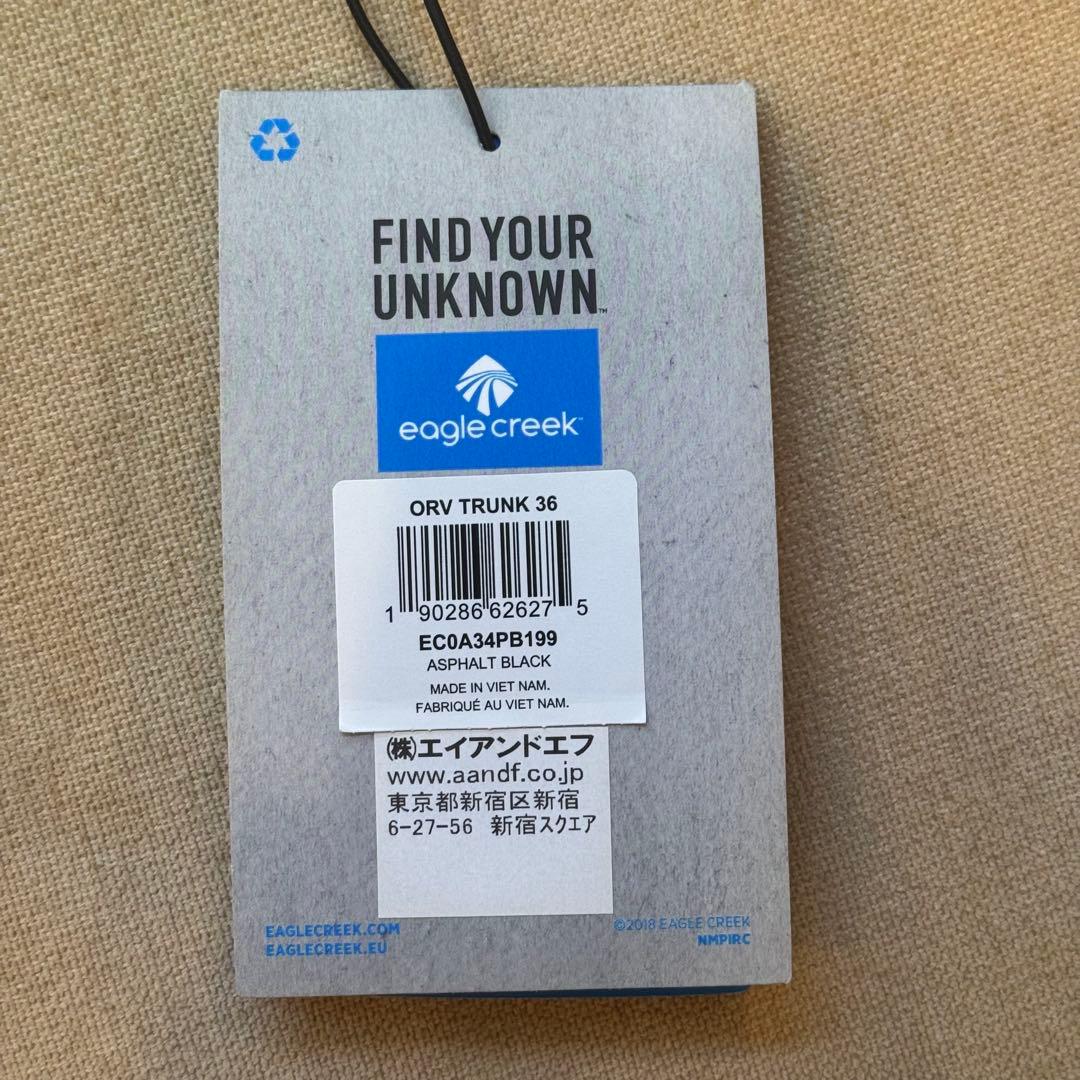 FIND YOUR
UNKNOWN™
eagle creek™
ORV TRUNK 36
1 90286 62627 5
EC0A34PB199
ASPHALT BLACK
MADE IN VIET NAM.
FABRIQUÉ AU VIET NAM.
㈱エイアンドエフ
www.aandf.co.jp
東京都新宿区新宿
6-27-56 新宿スクエア
EAGLECREEK.COM
EAGLECREEK.EU
©2018 EAGLE CREEK
NMPIRC